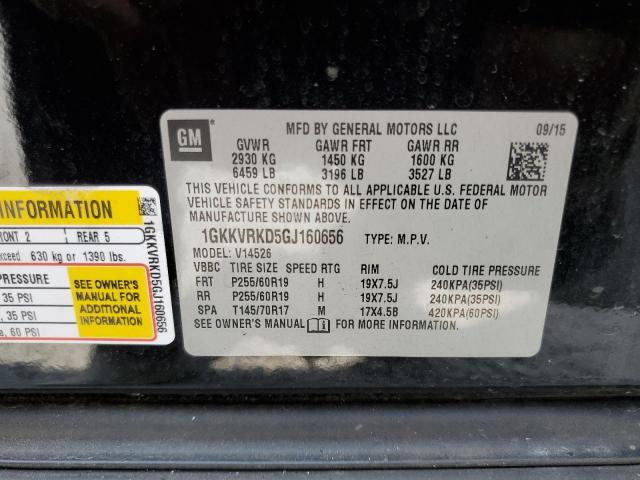 GM
MFD BY GENERAL MOTORS LLC 09/15
GVWR GAWR FRT GAWR RR
2930 KG 1450 KG 1600 KG
6459 LB 3196 LB 3527 LB
THIS VEHICLE CONFORMS TO ALL APPLICABLE U.S. FEDERAL MOTOR
VEHICLE SAFETY STANDARDS IN EFFECT ON THE DATE OF
MANUFACTURE SHOWN ABOVE.
1GKKVRKD5GJ160656 TYPE: M.P.V.
MODEL: V14526
VBBC TIRE SIZE SPEED RTG RIM COLD TIRE PRESSURE
FRT P255/60R19 H 19X7.5J 240KPA(35PSI)
RR P255/60R19 H 19X7.5J 240KPA(35PSI)
SPA T145/70R17 M 17X4.5B 420KPA(60PSI)
SEE OWNER'S MANUAL FOR MORE INFORMATION.
INFORMATION
RONT 2 REAR 5
xceed 630 kg or 1390 lbs.
PRESSURE
35 PSI
, 35 PSI
a, 60 PSI
SEE OWNER'S
MANUAL FOR
ADDITIONAL
INFORMATION
1GKKVRKD5GJ160656